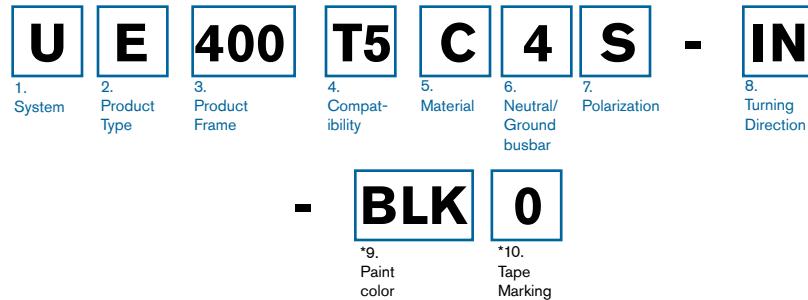 U E 400 T5 C 4 S - IN
1. 2. 3. 4. 5. 6. 7. 8.
System Product Product Compat- Material Neutral/ Polarization Turning
Type Frame ibility Ground Direction
busbar
- BLK 0
*9. *10.
Paint Tape
color Marking